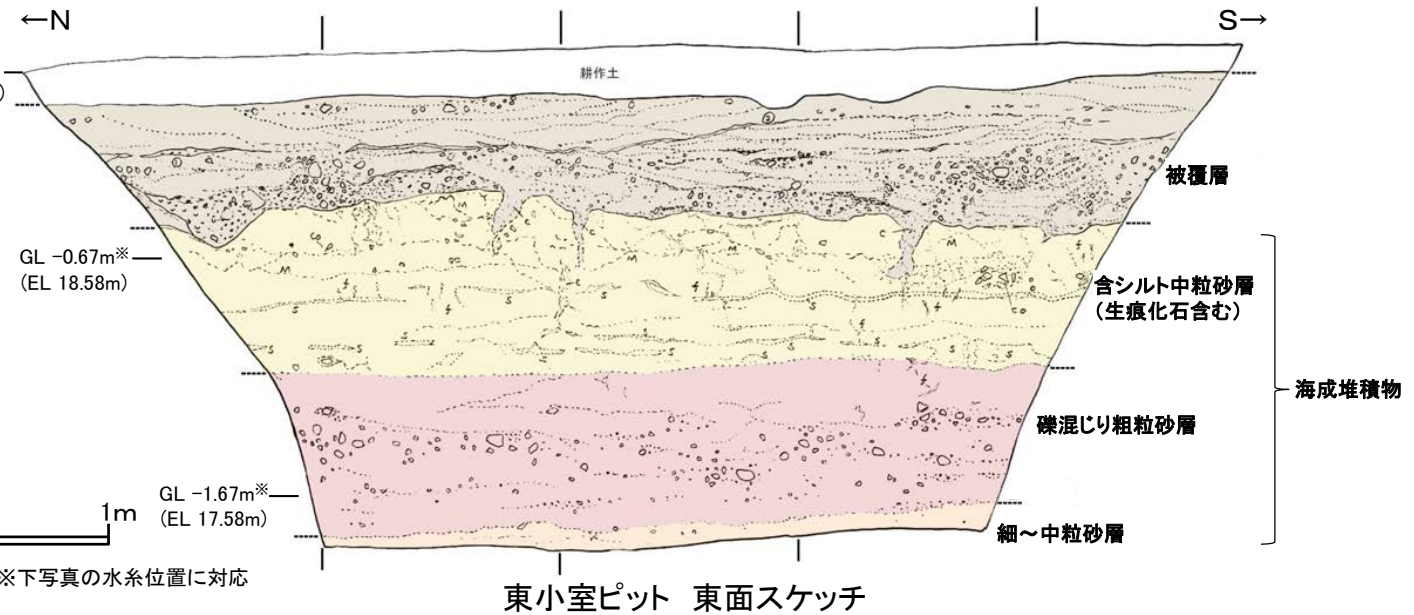 ←N
S→
耕作土
被覆層
GL -0.67m※
(EL 18.58m)
含シルト中粒砂層
(生痕化石含む)
海成堆積物
礫混じり粗粒砂層
GL -1.67m※
(EL 17.58m)
1m
細～中粒砂層
※下写真の水糸位置に対応
東小室ピット 東面スケッチ